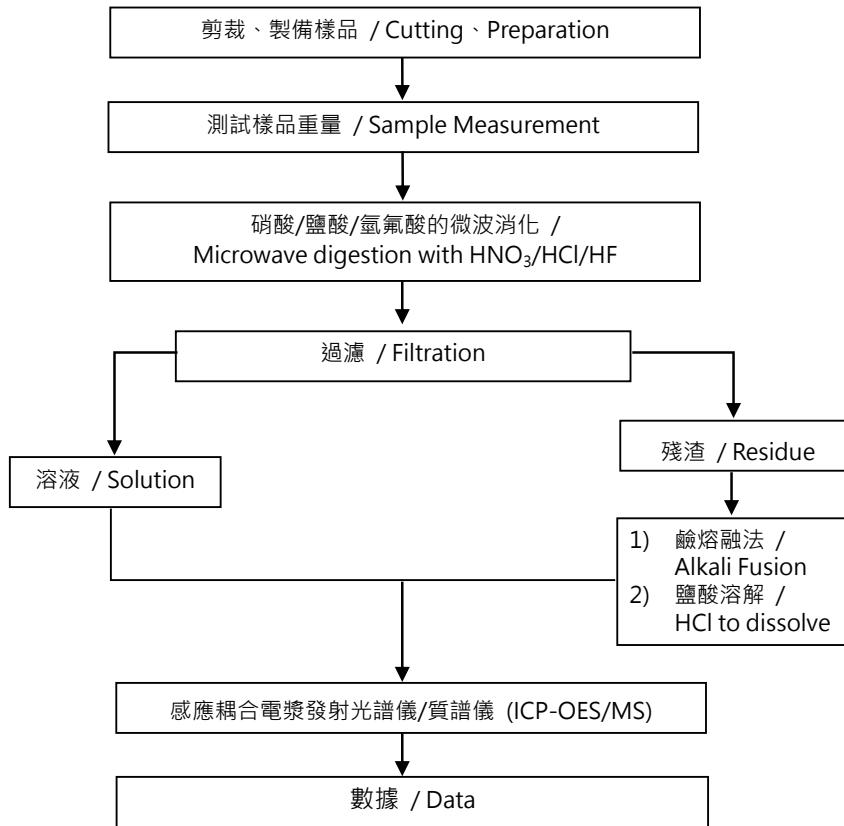 剪裁、製備樣品 / Cutting、Preparation
測試樣品重量 / Sample Measurement
硝酸/鹽酸/氫氟酸的微波消化 /
Microwave digestion with HNO₃/HCl/HF
過濾 / Filtration
溶液 / Solution
殘渣 / Residue
1) 鹼熔融法 /
Alkali Fusion
2) 鹽酸溶解 /
HCl to dissolve
感應耦合電漿發射光譜儀/質譜儀 (ICP-OES/MS)
數據 / Data